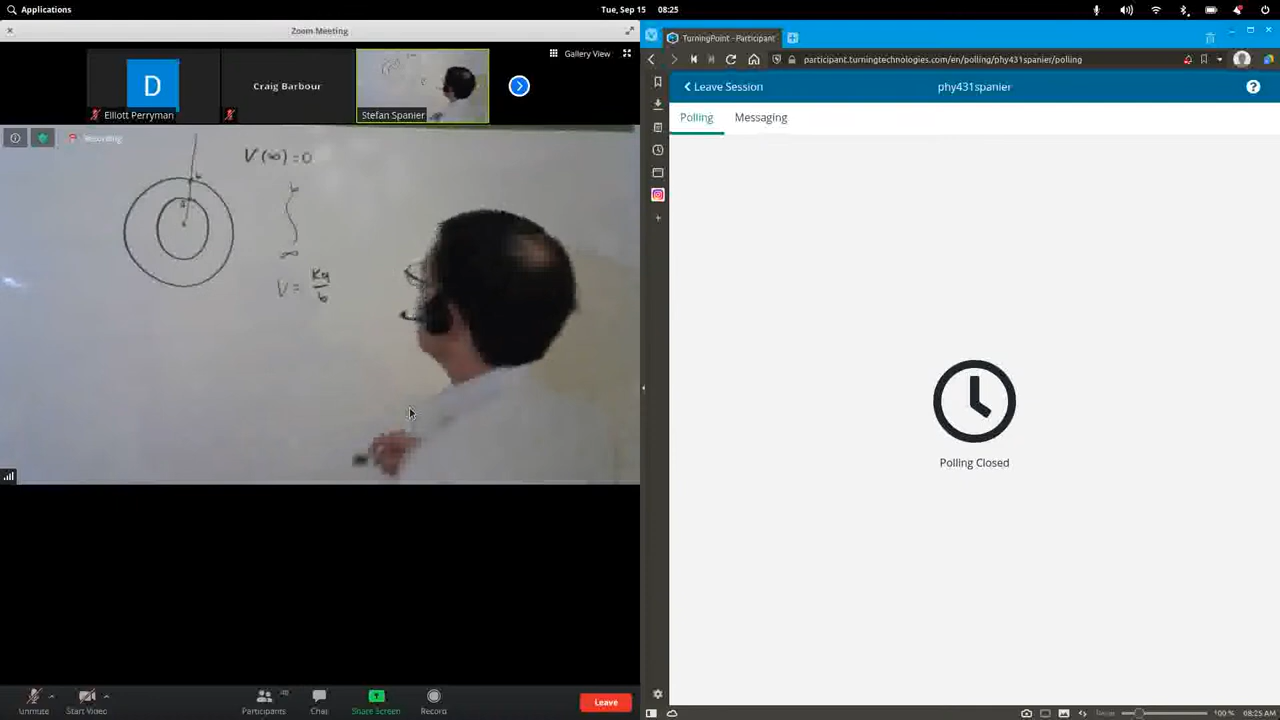 Applications
Tue, Sep 15 08:25
Zoom Meeting
TurningPoint - Participant
Gallery View
participant.turningtechnologies.com/en/polling/phy431spanier/polling
D
Craig Barbour
Elliott Perryman
Stefan Spanier
Leave Session
phy431spanier
Polling
Messaging
Recording
V(∞) = 0
b
a
b
∞
V = Kq/b
Polling Closed
Unmute
Start Video
Participants
Chat
Share Screen
Record
Leave
100 %
08:25 AM